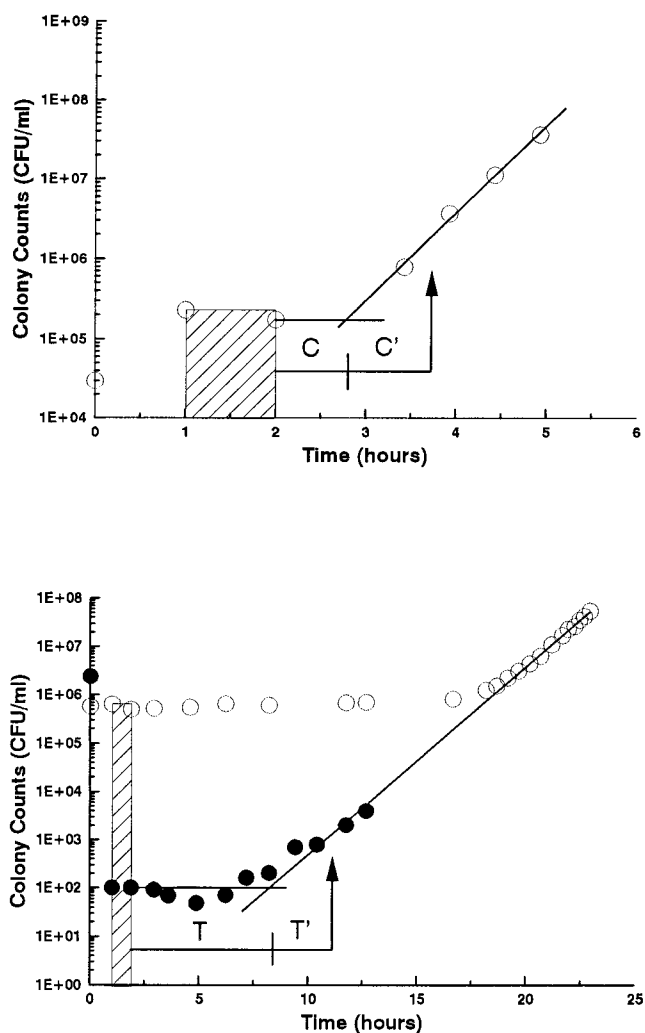 1E+09
1E+08
1E+07
1E+06
1E+05
1E+04
Colony Counts (CFU/ml)
C
C'
0 1 2 3 4 5 6
Time (hours)
1E+08
1E+07
1E+06
1E+05
1E+04
1E+03
1E+02
1E+01
1E+00
Colony Counts (CFU/ml)
T
T'
0 5 10 15 20 25
Time (hours)